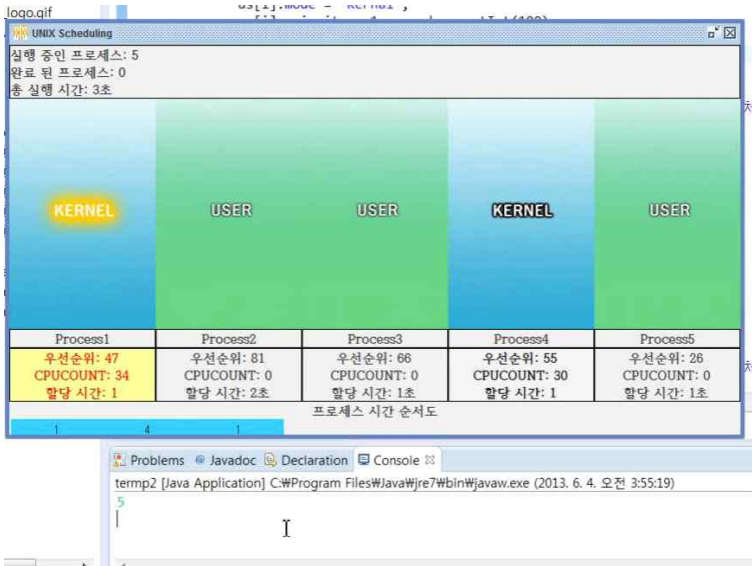 logo.gif
UNIX Scheduling
실행 중인 프로세스: 5
완료 된 프로세스: 0
총 실행 시간: 3초
KERNEL USER USER KERNEL USER
Process1 Process2 Process3 Process4 Process5
우선순위: 47 우선순위: 81 우선순위: 66 우선순위: 55 우선순위: 26
CPUCOUNT: 34 CPUCOUNT: 0 CPUCOUNT: 0 CPUCOUNT: 30 CPUCOUNT: 0
할당 시간: 1 할당 시간: 2초 할당 시간: 1초 할당 시간: 1 할당 시간: 1초
프로세스 시간 순서도
1 4 1
Problems @ Javadoc Declaration Console
termp2 [Java Application] C:₩Program Files₩Java₩jre7₩bin₩javaw.exe (2013. 6. 4. 오전 3:55:19)
5